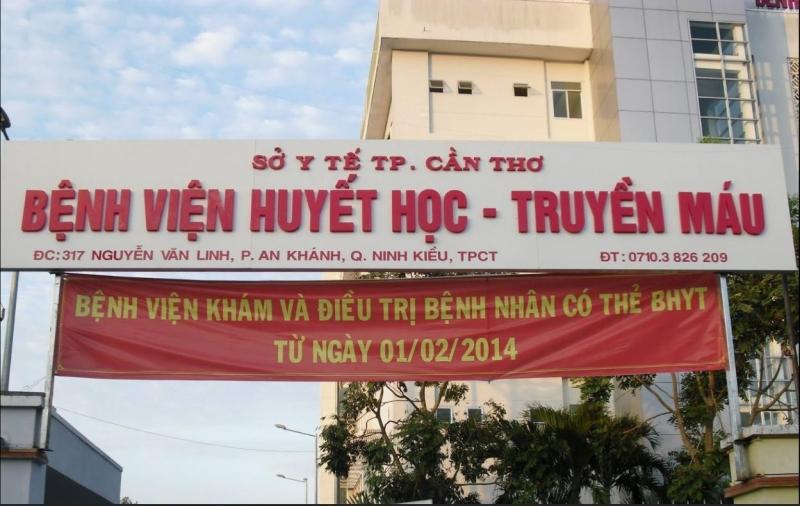 SỞ Y TẾ TP. CẦN THƠ
BỆNH VIỆN HUYẾT HỌC - TRUYỀN MÁU
ĐC: 317 NGUYỄN VĂN LINH, P. AN KHÁNH, Q. NINH KIỀU, TPCT ĐT: 0710.3 826 209
BỆNH VIỆN KHÁM VÀ ĐIỀU TRỊ BỆNH NHÂN CÓ THẺ BHYT
TỪ NGÀY 01/02/2014